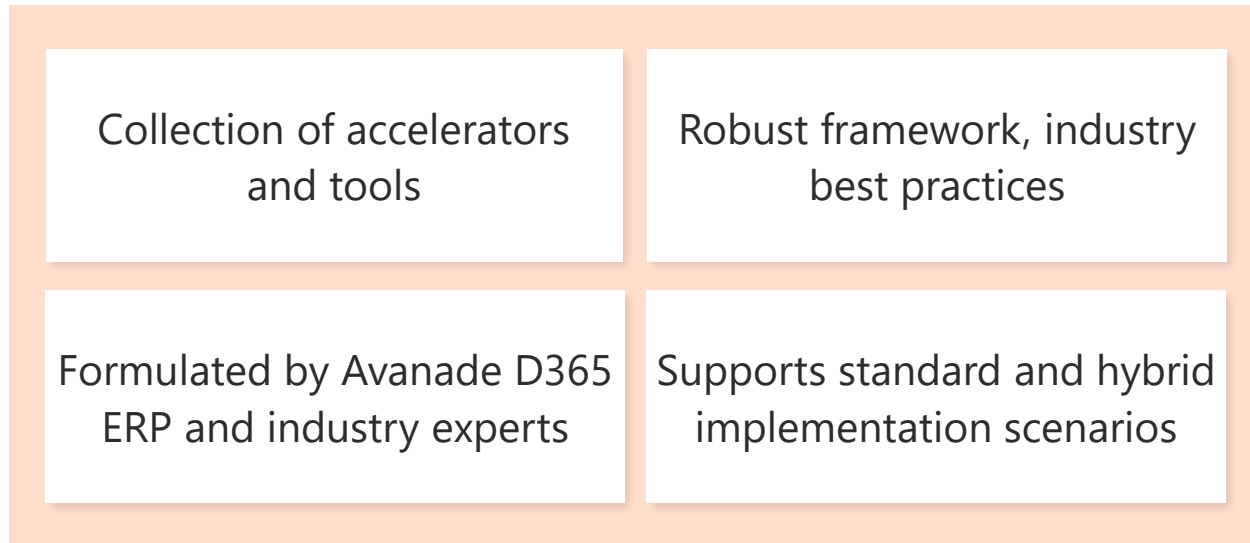 Collection of accelerators
and tools
Robust framework, industry
best practices
Formulated by Avanade D365
ERP and industry experts
Supports standard and hybrid
implementation scenarios